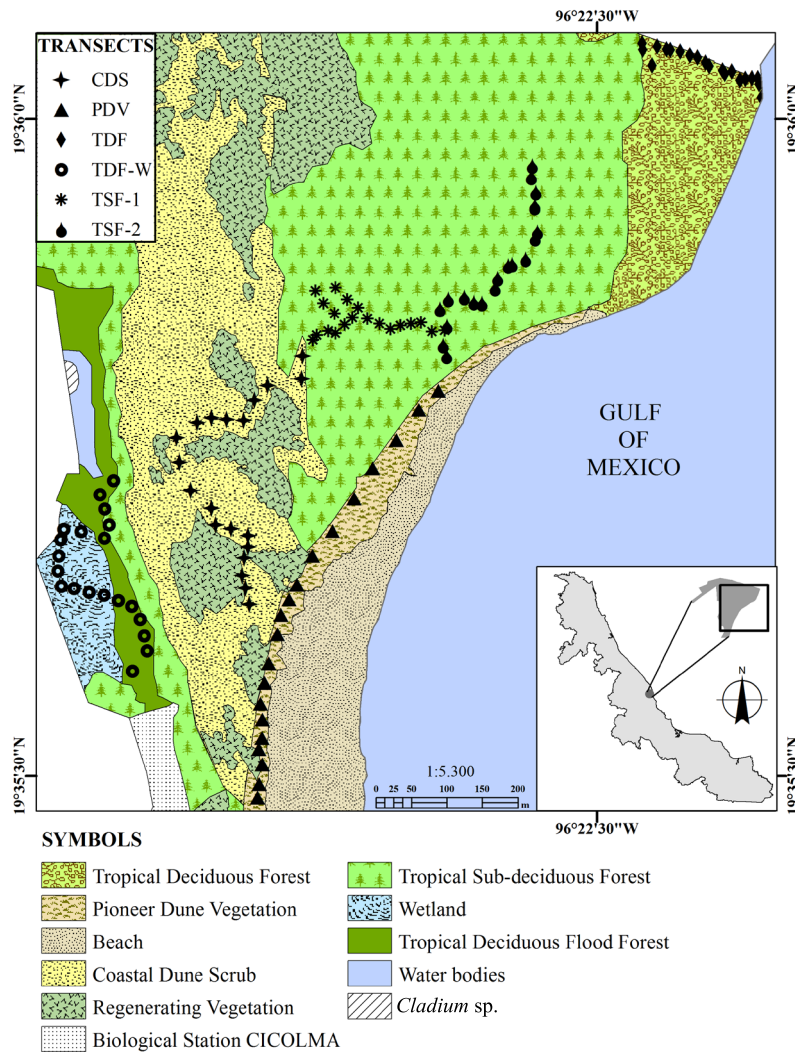 96°22'30"W
TRANSECTS
CDS
PDV
TDF
TDF-W
TSF-1
TSF-2
19°36'0"N
19°36'0"N
GULF
OF
MEXICO
N
1:5.300
0 25 50 100 150 200
m
19°35'30"N
19°35'30"N
96°22'30"W
SYMBOLS
Tropical Deciduous Forest
Pioneer Dune Vegetation
Beach
Coastal Dune Scrub
Regenerating Vegetation
Biological Station CICOLMA
Tropical Sub-deciduous Forest
Wetland
Tropical Deciduous Flood Forest
Water bodies
Cladium sp.